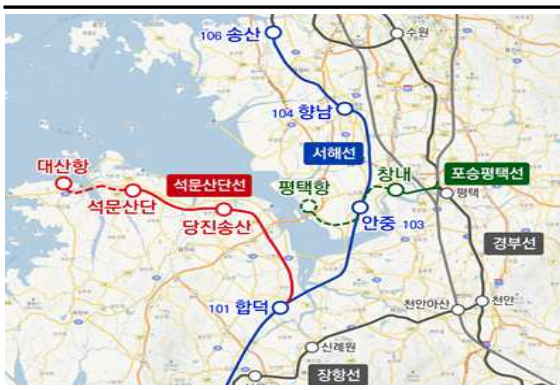 106 송산
수원
104 향남
서해선
대산항
석문산단선
창내
포승평택선
석문산단
평택항
평택
당진송산
안중 103
경부선
101 합덕
천안아산
천안
신례원
장항선